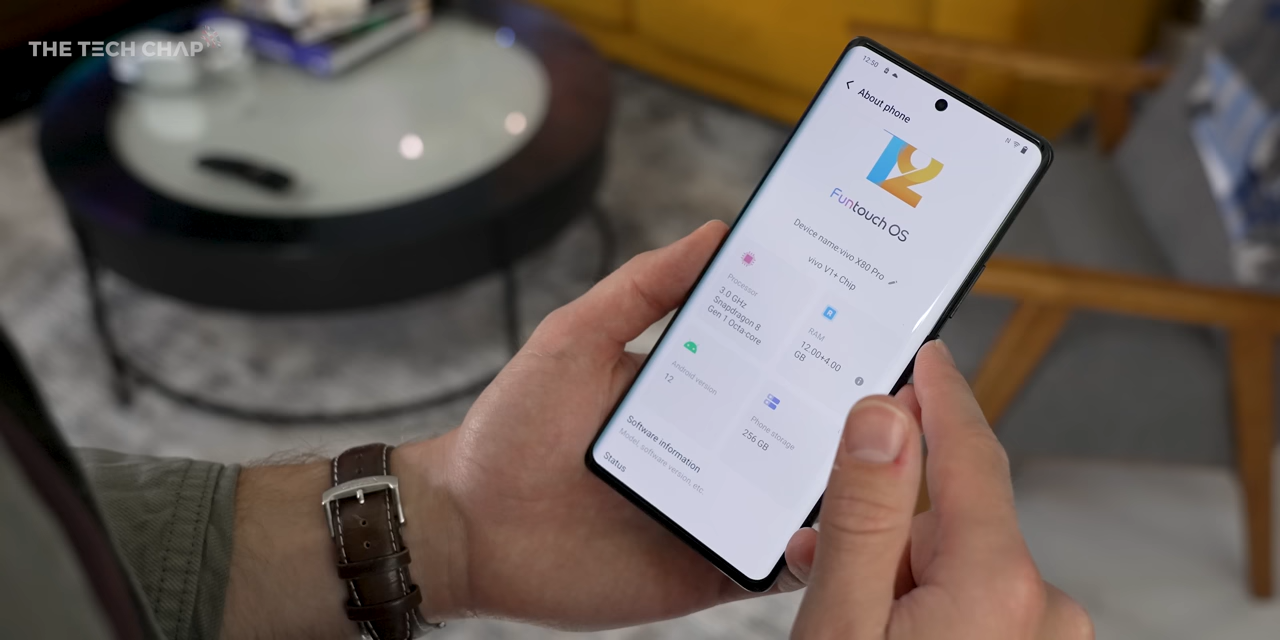 THE TECH CHAP
12:50
About phone
12
Funtouch OS
Device name:vivo X80 Pro
vivo V1+ Chip
Processor
3.0 GHz
Snapdragon 8
Gen 1 Octa-core
RAM
12.00+4.00
GB
Android version
12
Phone storage
256 GB
Software information
Model, software version, etc.
Status